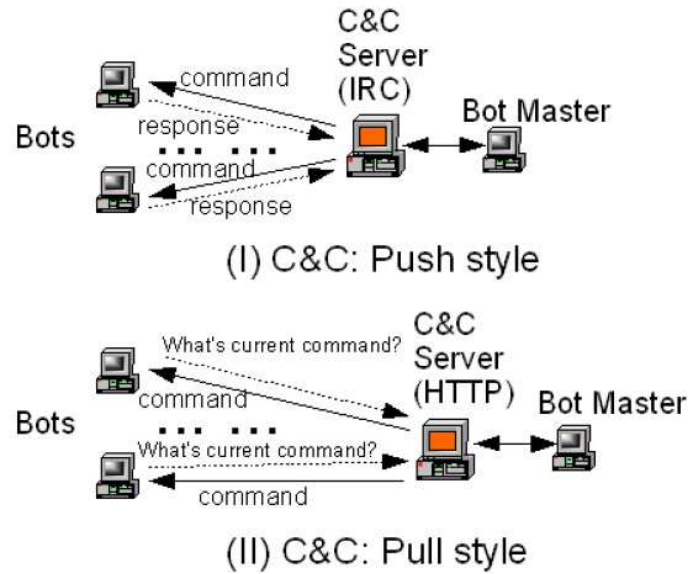 C&C
Server
(IRC)
command
Bot Master
response
Bots
... ...
command
response
(I) C&C: Push style
C&C
Server
(HTTP)
What's current command?
Bot Master
command
Bots
... ...
What's current command?
command
(II) C&C: Pull style